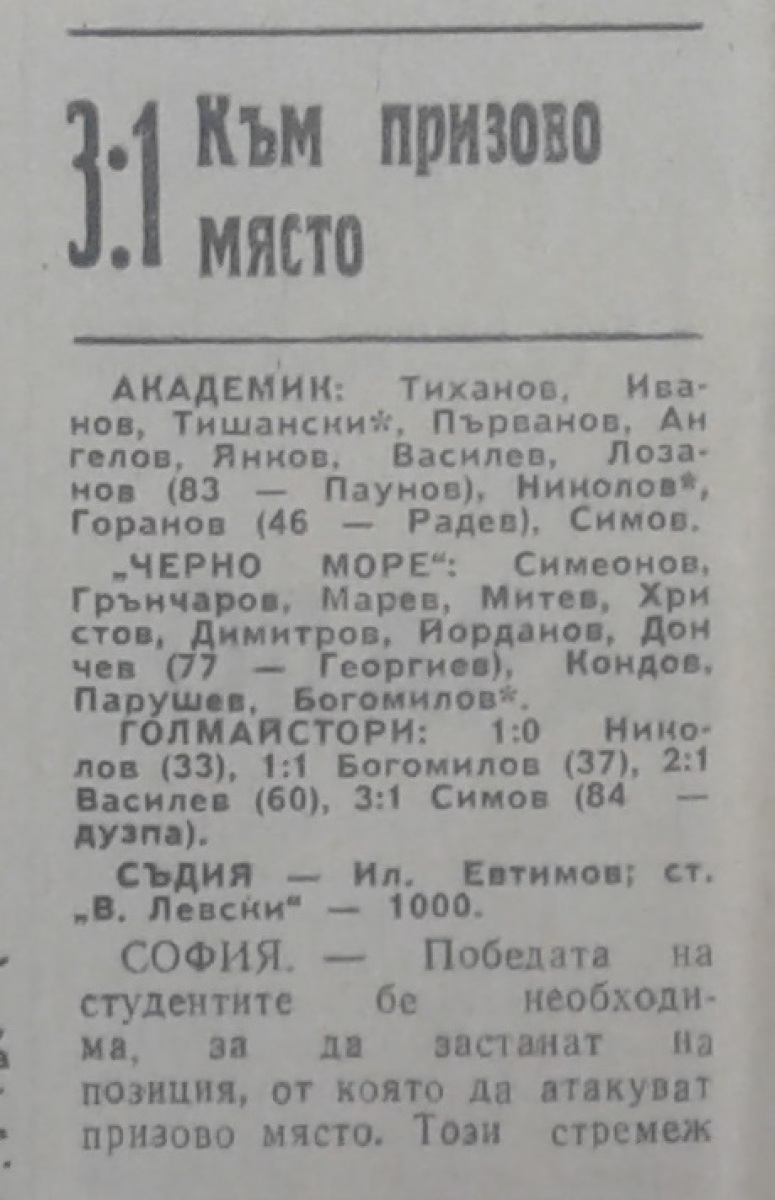 3:1 Към призово
място
АКАДЕМИК: Тиханов, Ива-
нов, Тишански*, Първанов, Ан
гелов, Янков, Василев, Лоза-
нов (83 — Паунов), Николов*,
Горанов (46 — Радев), Симов.
„ЧЕРНО МОРЕ“: Симеонов,
Грънчаров, Марев, Митев, Хри
стов, Димитров, Йорданов, Дон
чев (77 — Георгиев), Кондов,
Парушев, Богомилов*.
ГОЛМАЙСТОРИ: 1:0 Нико-
лов (33), 1:1 Богомилов (37), 2:1
Василев (60), 3:1 Симов (84 —
дузпа).
СЪДИЯ — Ил. Евтимов; ст.
„В. Левски“ — 1000.
СОФИЯ. — Победата на
студентите бе необходи-
ма, за да застанат на
позиция, от която да атакуват
призово място. Този стремеж